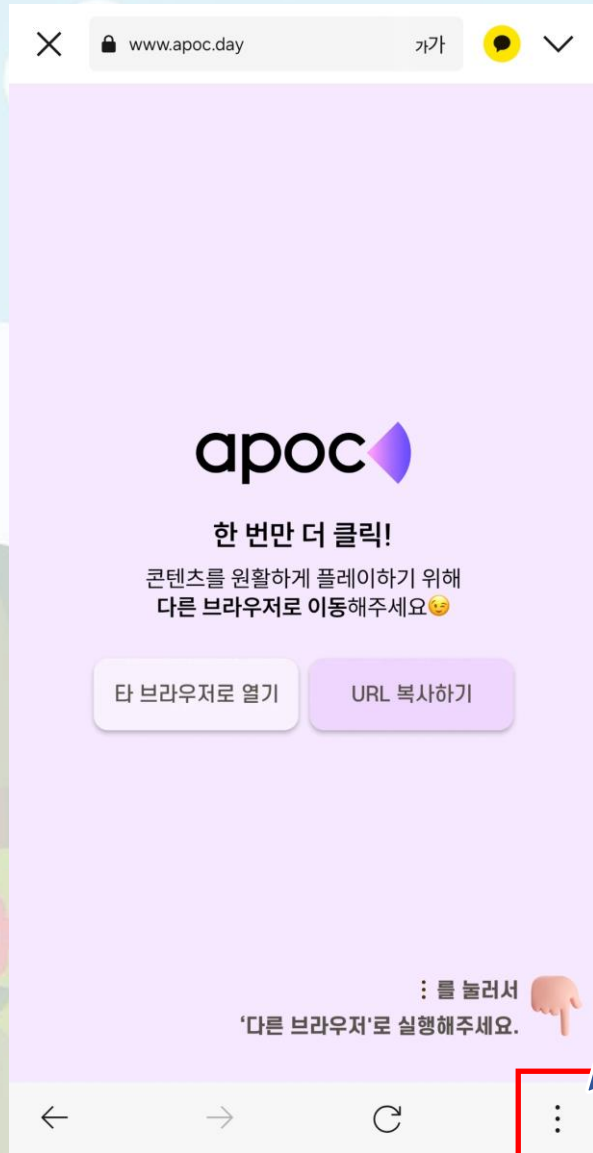 www.apoc.day 가가
apoc
한 번만 더 클릭!
콘텐츠를 원활하게 플레이하기 위해
다른 브라우저로 이동해주세요😉
타 브라우저로 열기 URL 복사하기
⋮를 눌러서
‘다른 브라우저'로 실행해주세요.